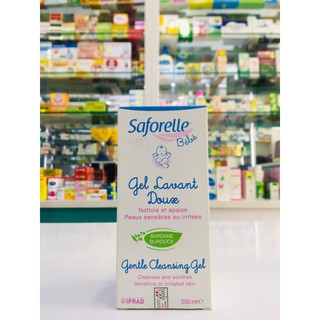 Saforelle
Bébé
Gel Lavant
Doux
Nettoie et apaise
Peaux sensibles ou irritées
BARDANE
BURDOCK
Gentle Cleansing Gel
Cleanses and soothes
Sensitive or irritated skin
IPRAD
250 ml e